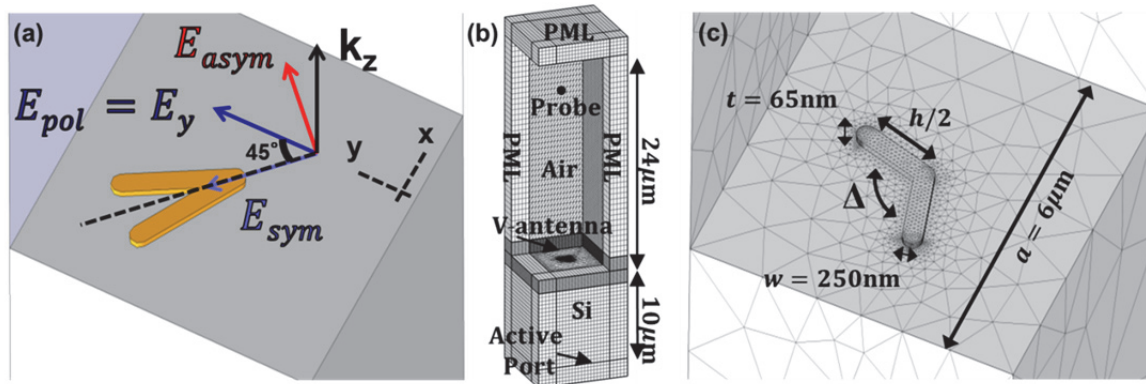 (a)
E_asym
k_z
E_pol = E_y
45°
y
x
E_sym
(b)
PML
Probe
PML
PML
Air
24μm
V-antenna
Si
10μm
Active
Port
(c)
t = 65nm
h/2
Δ
a = 6μm
w = 250nm